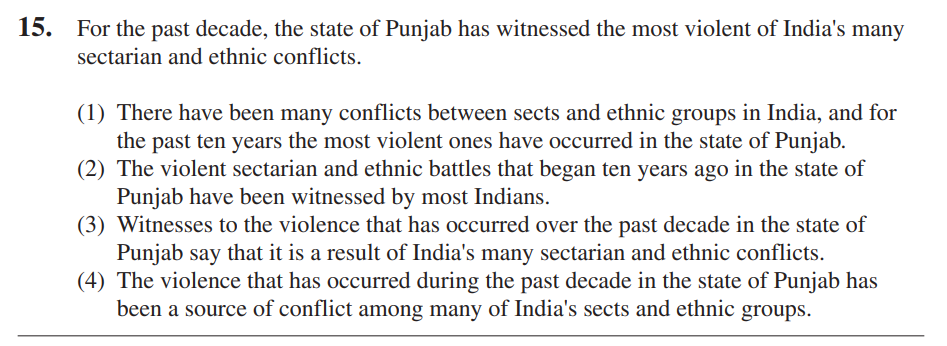 15. For the past decade, the state of Punjab has witnessed the most violent of India's many
sectarian and ethnic conflicts.
(1) There have been many conflicts between sects and ethnic groups in India, and for
the past ten years the most violent ones have occurred in the state of Punjab.
(2) The violent sectarian and ethnic battles that began ten years ago in the state of
Punjab have been witnessed by most Indians.
(3) Witnesses to the violence that has occurred over the past decade in the state of
Punjab say that it is a result of India's many sectarian and ethnic conflicts.
(4) The violence that has occurred during the past decade in the state of Punjab has
been a source of conflict among many of India's sects and ethnic groups.